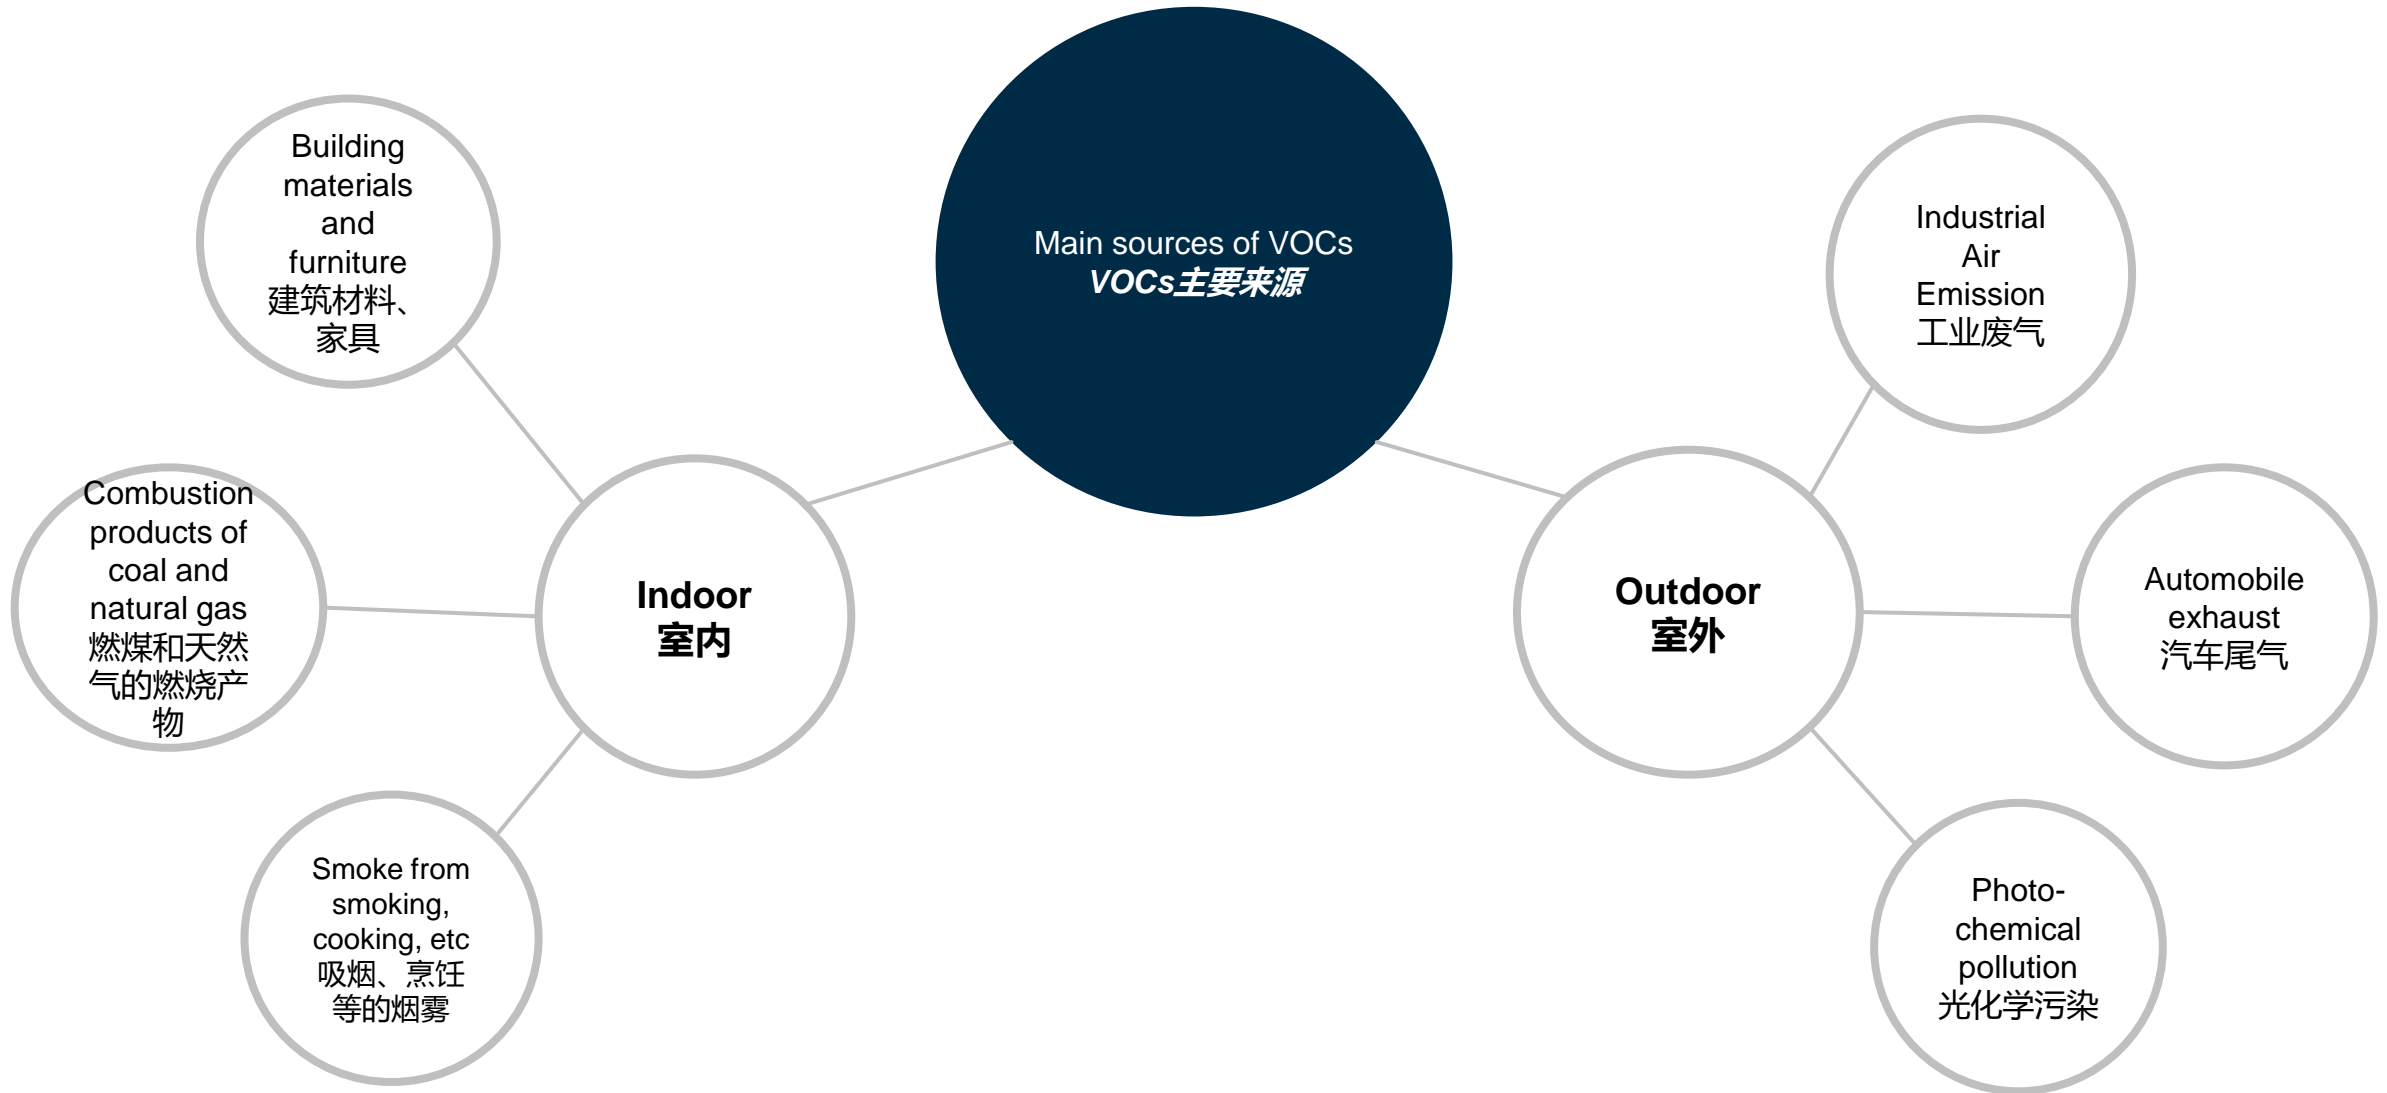 Main sources of VOCs
VOCs主要来源
Building
materials
and
furniture
建筑材料、
家具
Combustion
products of
coal and
natural gas
燃煤和天然
气的燃烧产
物
Smoke from
smoking,
cooking, etc
吸烟、烹饪
等的烟雾
Indoor
室内
Outdoor
室外
Industrial
Air
Emission
工业废气
Automobile
exhaust
汽车尾气
Photo-
chemical
pollution
光化学污染